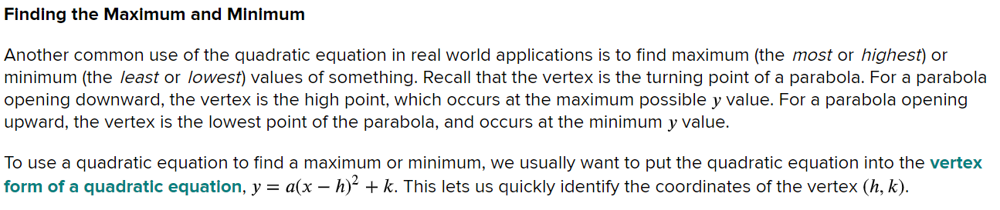 Finding the Maximum and Minimum
Another common use of the quadratic equation in real world applications is to find maximum (the most or highest) or
minimum (the least or lowest) values of something. Recall that the vertex is the turning point of a parabola. For a parabola
opening downward, the vertex is the high point, which occurs at the maximum possible y value. For a parabola opening
upward, the vertex is the lowest point of the parabola, and occurs at the minimum y value.
To use a quadratic equation to find a maximum or minimum, we usually want to put the quadratic equation into the vertex
form of a quadratic equation, y = a(x − h)² + k. This lets us quickly identify the coordinates of the vertex (h, k).